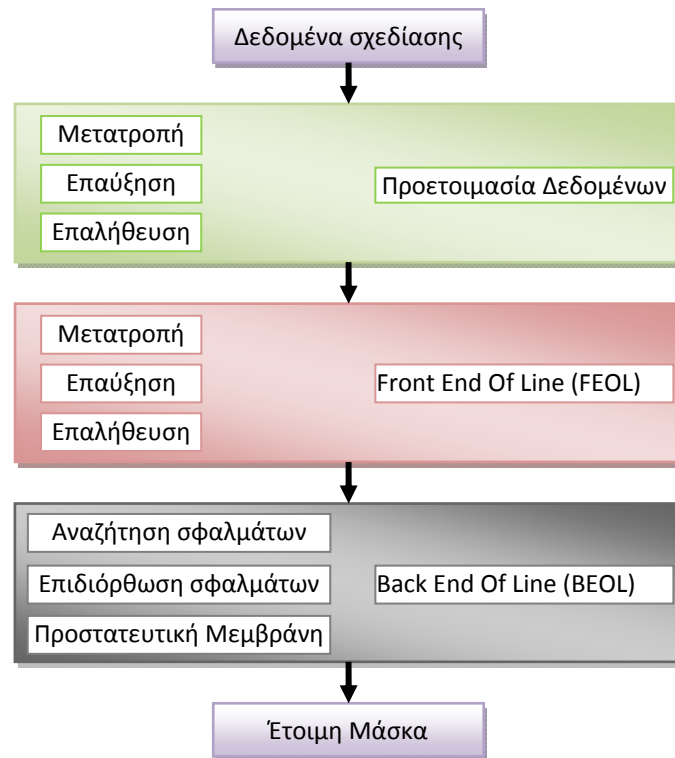 Δεδομένα σχεδίασης
Μετατροπή
Επαύξηση
Επαλήθευση
Προετοιμασία Δεδομένων
Μετατροπή
Επαύξηση
Επαλήθευση
Front End Of Line (FEOL)
Αναζήτηση σφαλμάτων
Επιδιόρθωση σφαλμάτων
Προστατευτική Μεμβράνη
Back End Of Line (BEOL)
Έτοιμη Μάσκα